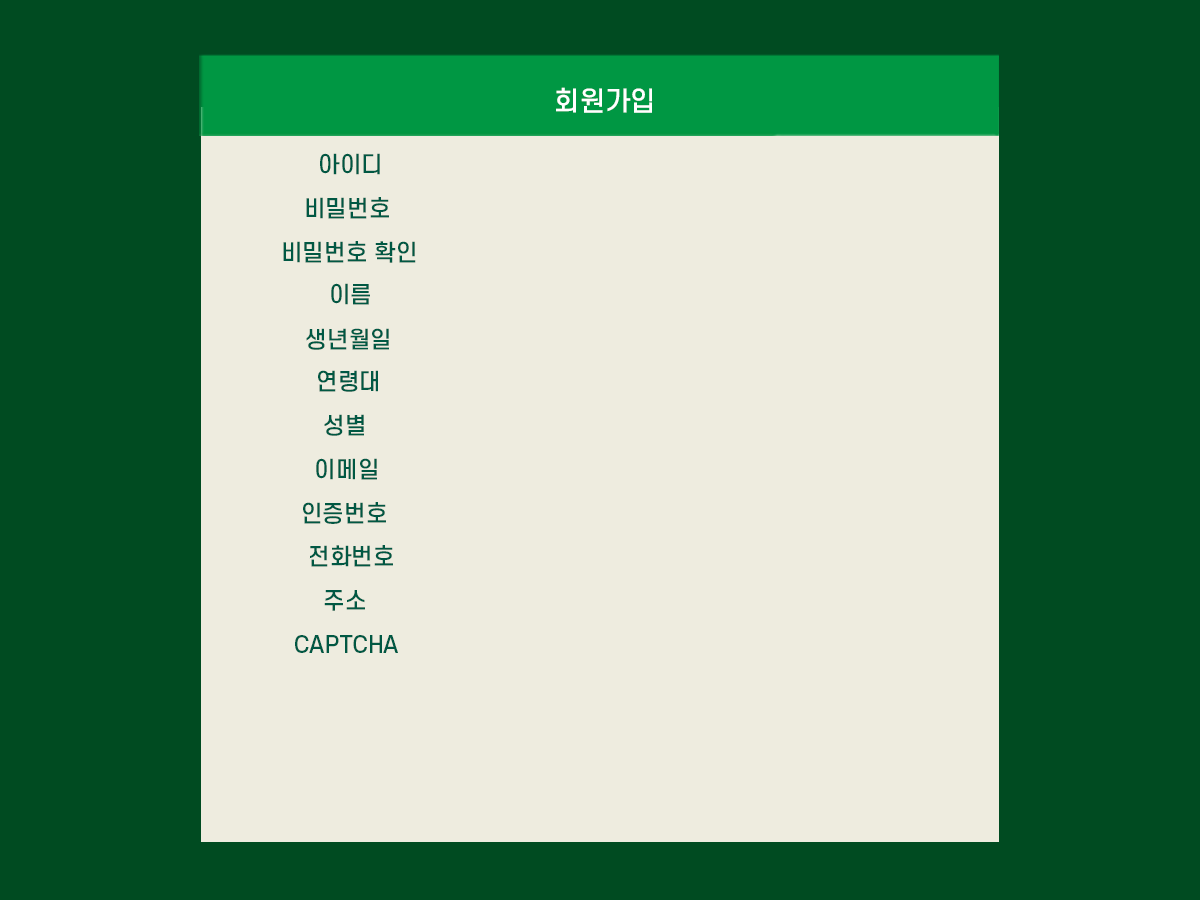 회원가입
아이디
비밀번호
비밀번호 확인
이름
생년월일
연령대
성별
이메일
인증번호
전화번호
주소
CAPTCHA